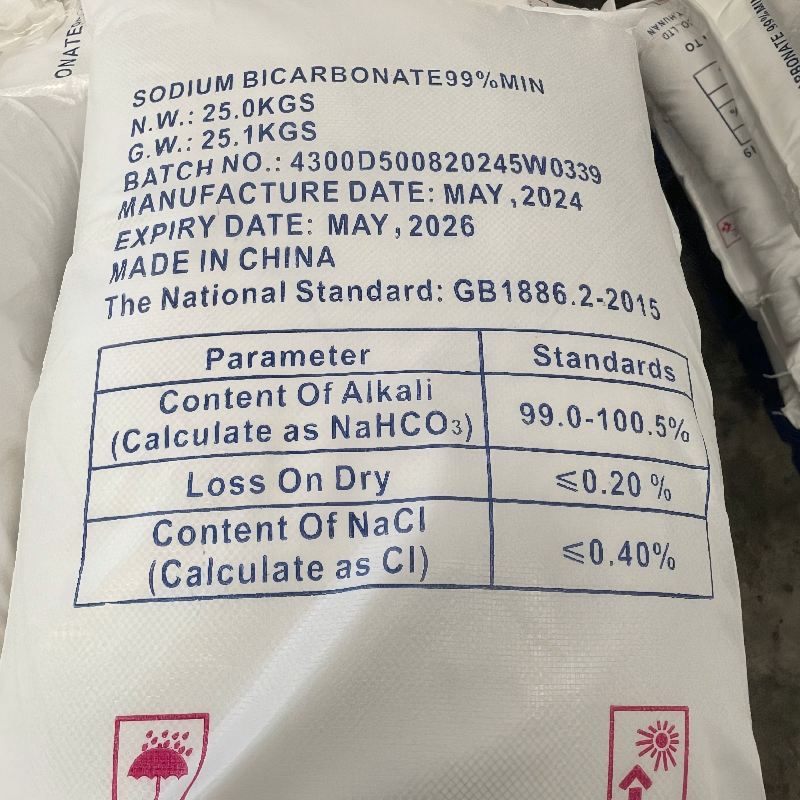 SODIUM BICARBONATE99%MIN
N.W.: 25.0KGS
G.W.: 25.1KGS
BATCH NO.: 4300D500820245W0339
MANUFACTURE DATE: MAY ,2024
EXPIRY DATE: MAY ,2026
MADE IN CHINA
The National Standard: GB1886.2-2015
Parameter Standards
Content Of Alkali
(Calculate as NaHCO3) 99.0-100.5%
Loss On Dry ≤0.20 %
Content Of NaCl
(Calculate as Cl) ≤0.40%